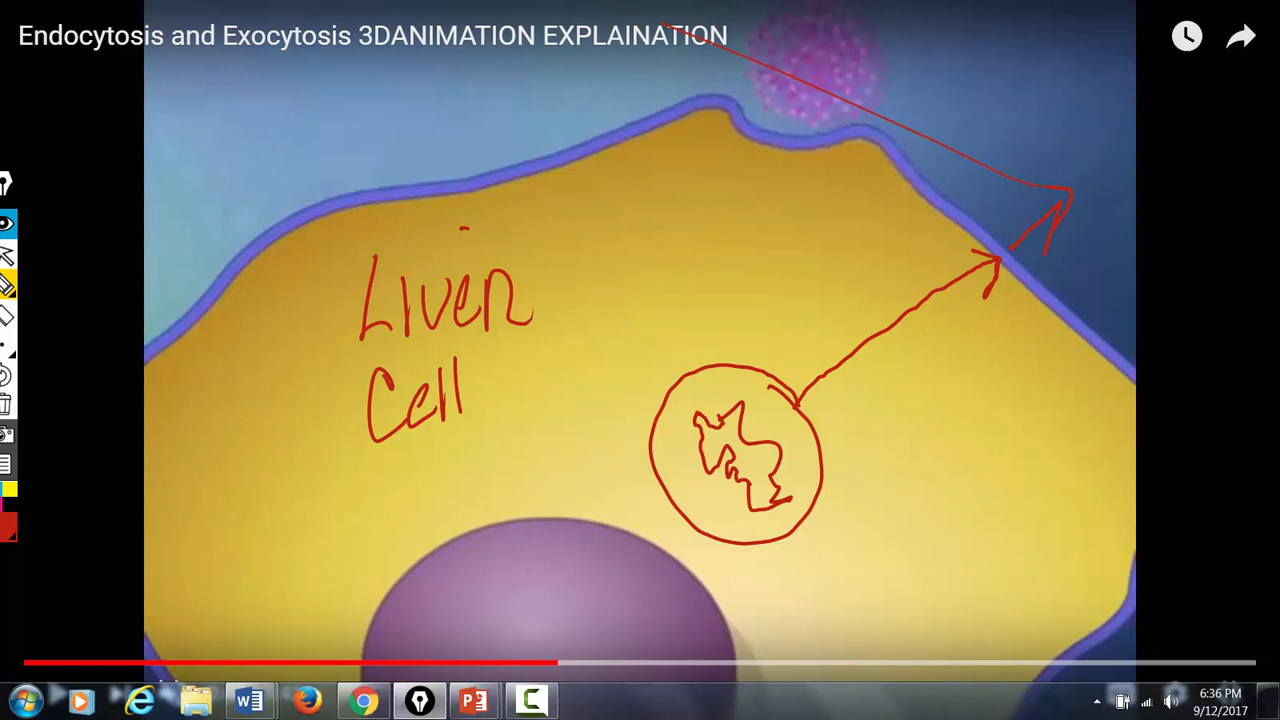 Endocytosis and Exocytosis 3DANIMATION EXPLAINATION
Liver
Cell
6:36 PM
9/12/2017